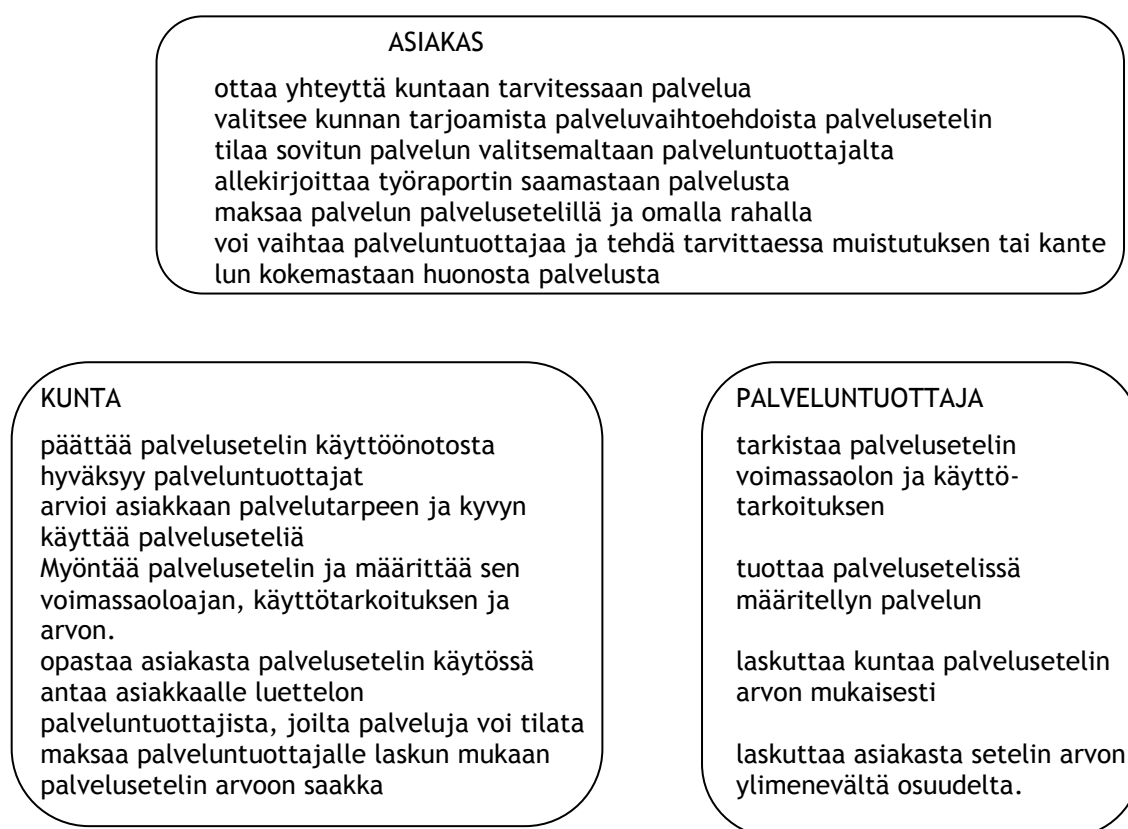 ASIAKAS
ottaa yhteyttä kuntaan tarvitessaan palvelua
valitsee kunnan tarjoamista palveluvaihtoehdoista palvelusetelin
tilaa sovitun palvelun valitsemaltaan palveluntuottajalta
allekirjoittaa työraportin saamastaan palvelusta
maksaa palvelun palvelusetelillä ja omalla rahalla
voi vaihtaa palveluntuottajaa ja tehdä tarvittaessa muistutuksen tai kante
lun kokemastaan huonosta palvelusta
KUNTA
päättää palvelusetelin käyttöönotosta
hyväksyy palveluntuottajat
arvioi asiakkaan palvelutarpeen ja kyvyn
käyttää palveluseteliä
Myöntää palvelusetelin ja määrittää sen
voimassaoloajan, käyttötarkoituksen ja
arvon.
opastaa asiakasta palvelusetelin käytössä
antaa asiakkaalle luettelon
palveluntuottajista, joilta palveluja voi tilata
maksaa palveluntuottajalle laskun mukaan
palvelusetelin arvoon saakka
PALVELUNTUOTTAJA
tarkistaa palvelusetelin
voimassaolon ja käyttö-
tarkoituksen
tuottaa palvelusetelissä
määritellyn palvelun
laskuttaa kuntaa palvelusetelin
arvon mukaisesti
laskuttaa asiakasta setelin arvon
ylimenevältä osuudelta.